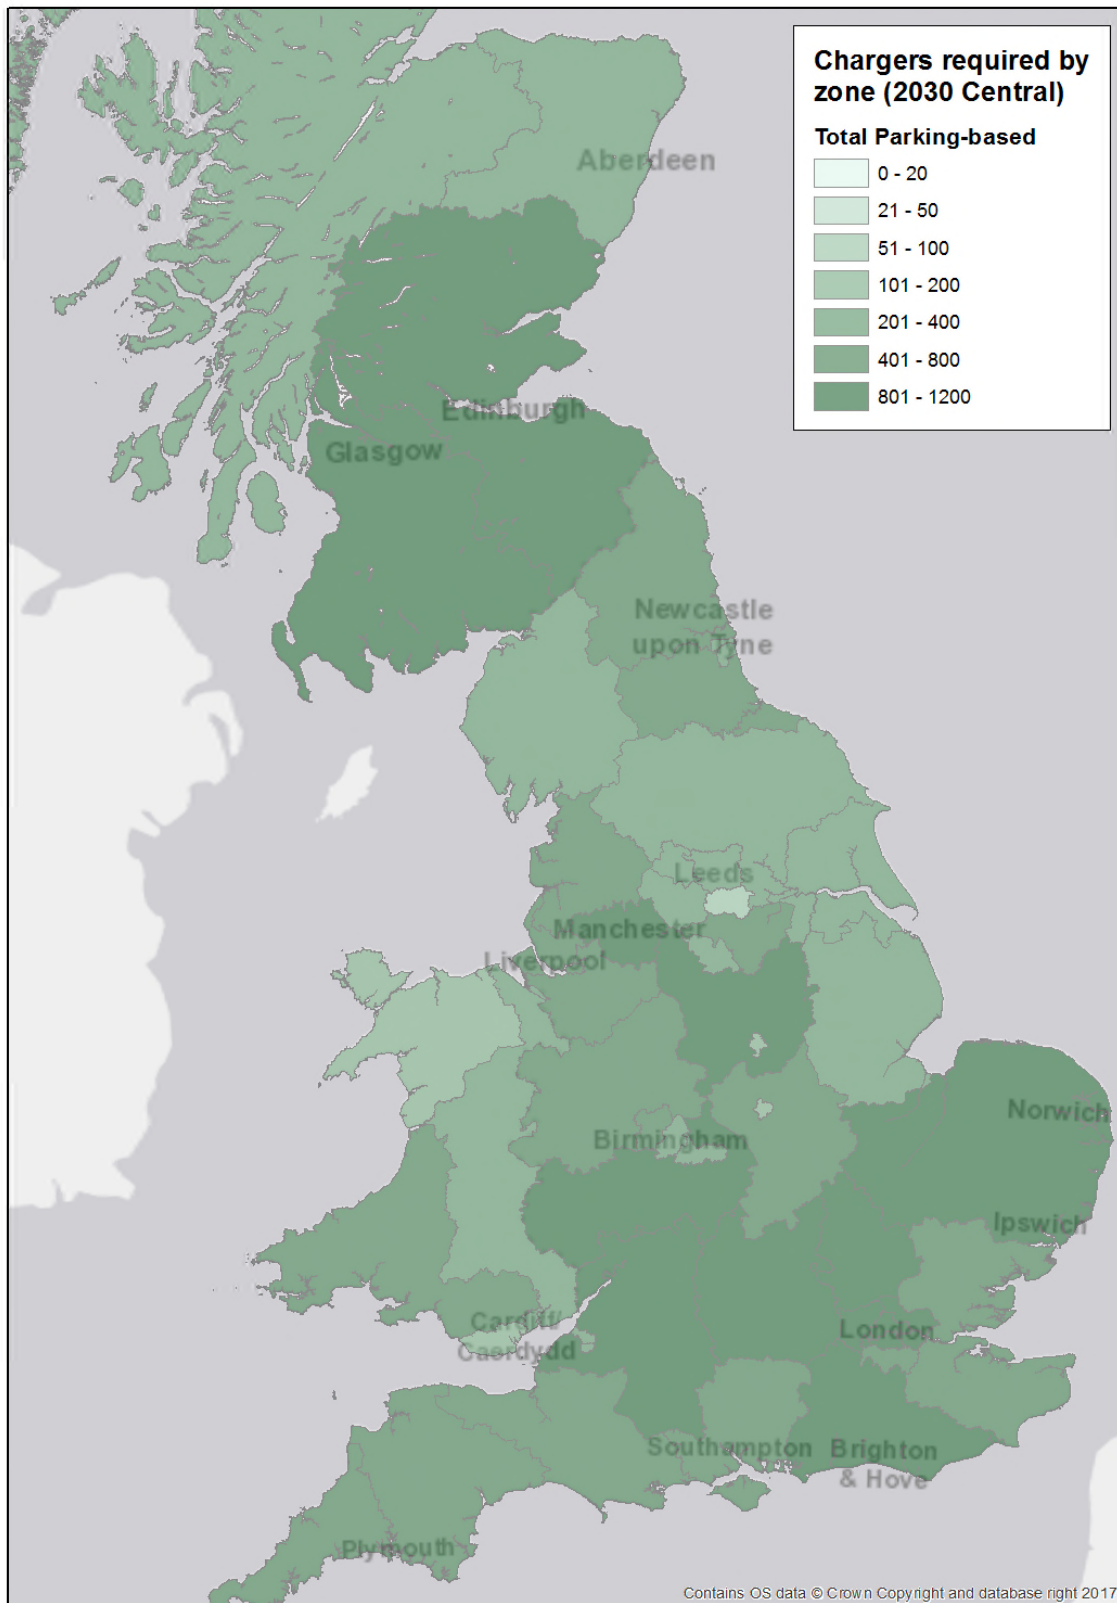 Chargers required by
zone (2030 Central)
Total Parking-based
0 - 20
21 - 50
51 - 100
101 - 200
201 - 400
401 - 800
801 - 1200
Aberdeen
Edinburgh
Glasgow
Newcastle
upon Tyne
Leeds
Manchester
Liverpool
Norwich
Birmingham
Ipswich
Cardiff/
Caerdydd
London
Southampton
Brighton
& Hove
Plymouth
Contains OS data © Crown Copyright and database right 2017